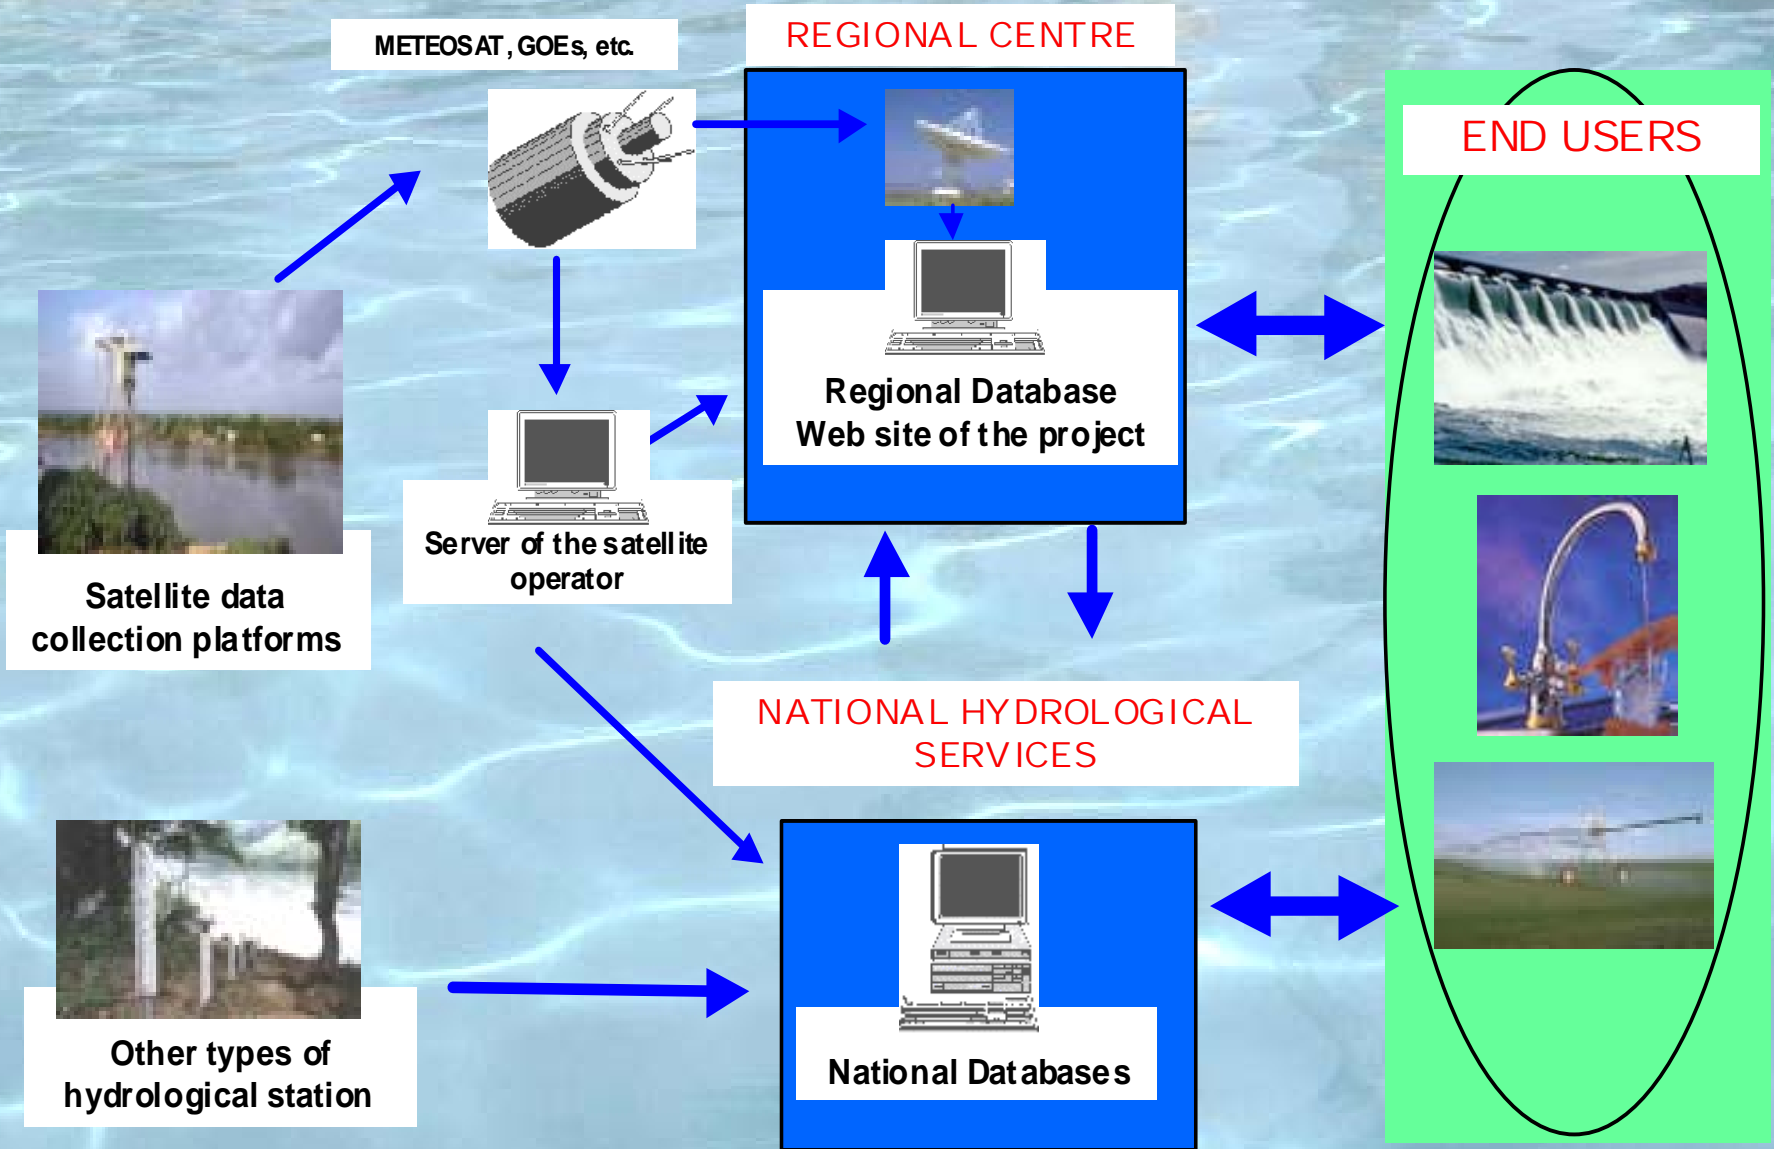 METEOSAT, GOEs, etc.
REGIONAL CENTRE
END USERS
Regional Database
Web site of the project
Server of the satellite
operator
Satellite data
collection platforms
NATIONAL HYDROLOGICAL
SERVICES
Other types of
hydrological station
National Databases